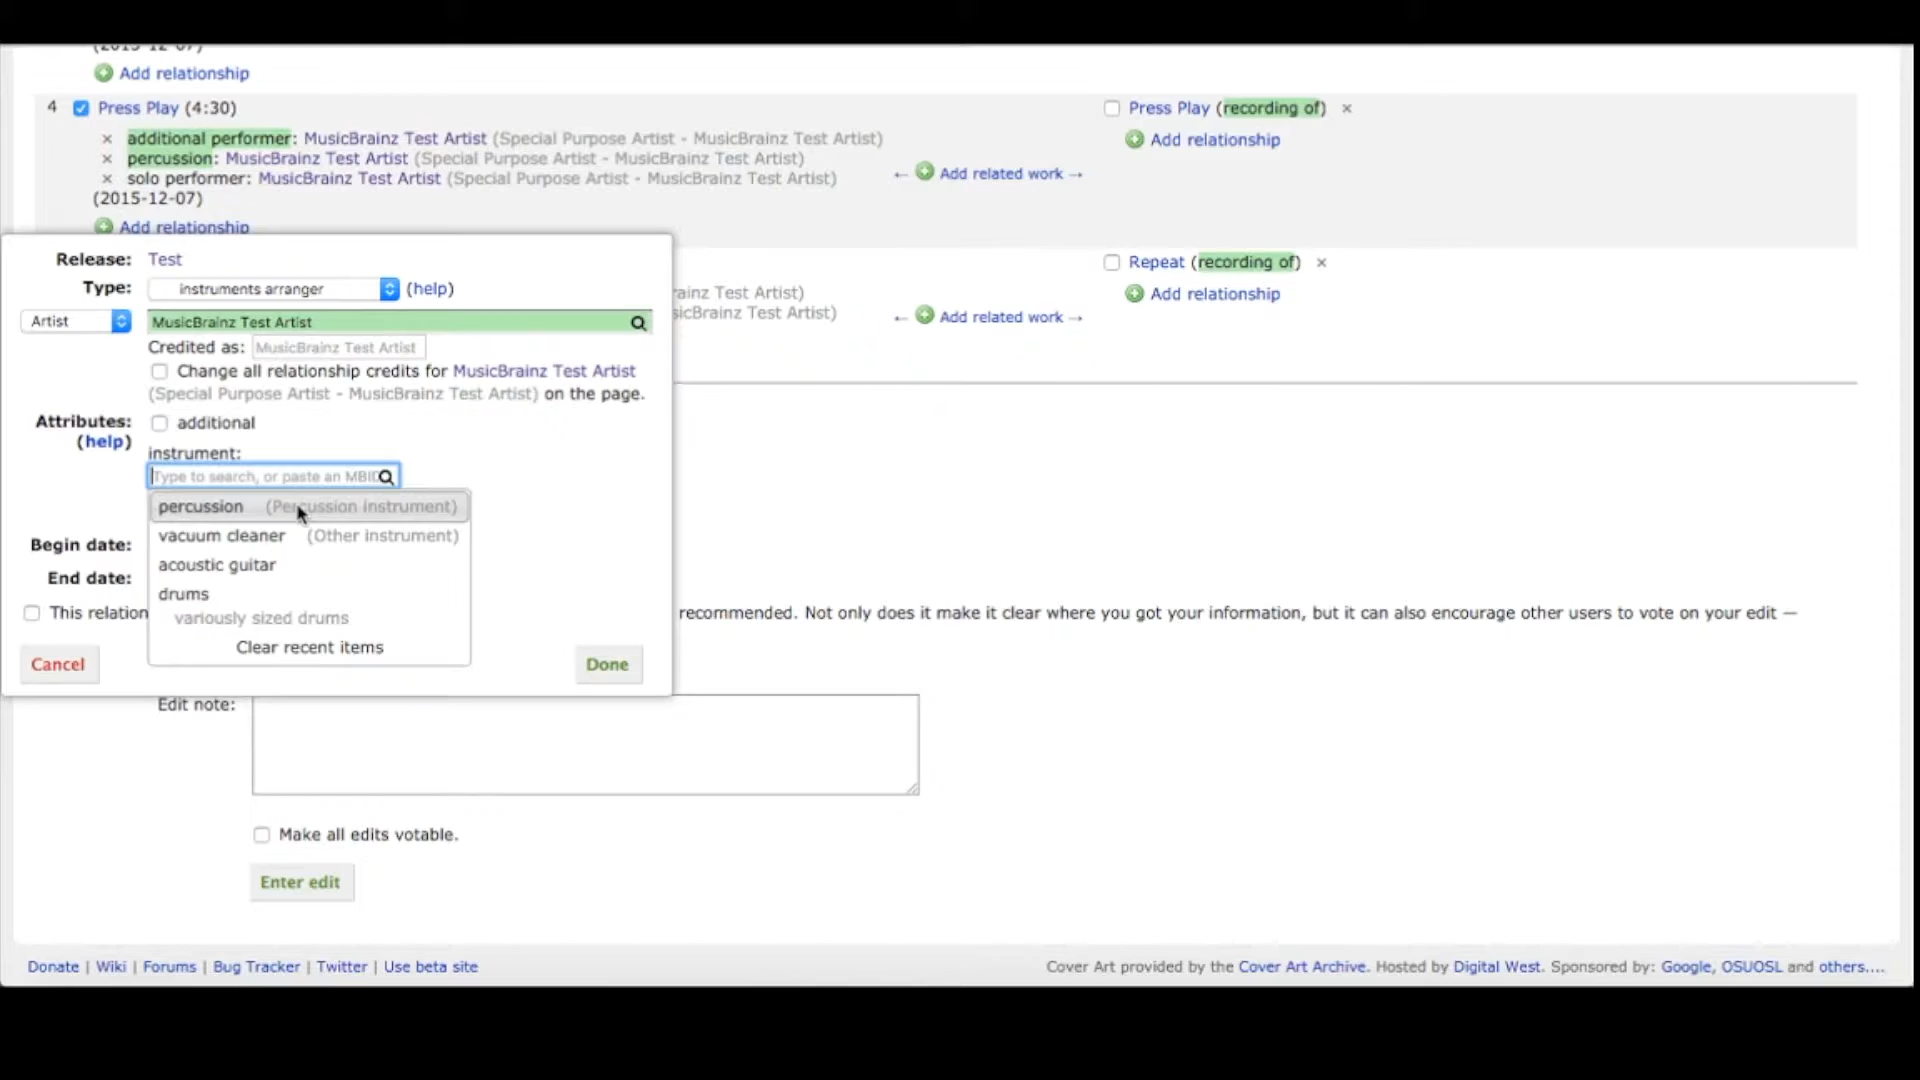 (2015-12-07)
Add relationship
4 Press Play (4:30)
× additional performer: MusicBrainz Test Artist (Special Purpose Artist - MusicBrainz Test Artist)
× percussion: MusicBrainz Test Artist (Special Purpose Artist - MusicBrainz Test Artist)
× solo performer: MusicBrainz Test Artist (Special Purpose Artist - MusicBrainz Test Artist)
(2015-12-07)
Add relationship
← Add related work →
Press Play (recording of) ×
Add relationship
Release: Test
Type: instruments arranger (help)
Artist MusicBrainz Test Artist
Credited as: MusicBrainz Test Artist
Change all relationship credits for MusicBrainz Test Artist
(Special Purpose Artist - MusicBrainz Test Artist) on the page.
Attributes: additional
(help)
instrument:
Type to search, or paste an MBID
percussion (Percussion instrument)
vacuum cleaner (Other instrument)
acoustic guitar
drums
variously sized drums
Clear recent items
Begin date:
End date:
This relation
Cancel
Done
Test Artist)
Test Artist)
← Add related work →
Repeat (recording of) ×
Add relationship
recommended. Not only does it make it clear where you got your information, but it can also encourage other users to vote on your edit —
Edit note:
Make all edits votable.
Enter edit
Donate | Wiki | Forums | Bug Tracker | Twitter | Use beta site
Cover Art provided by the Cover Art Archive. Hosted by Digital West. Sponsored by: Google, OSUOSL and others....